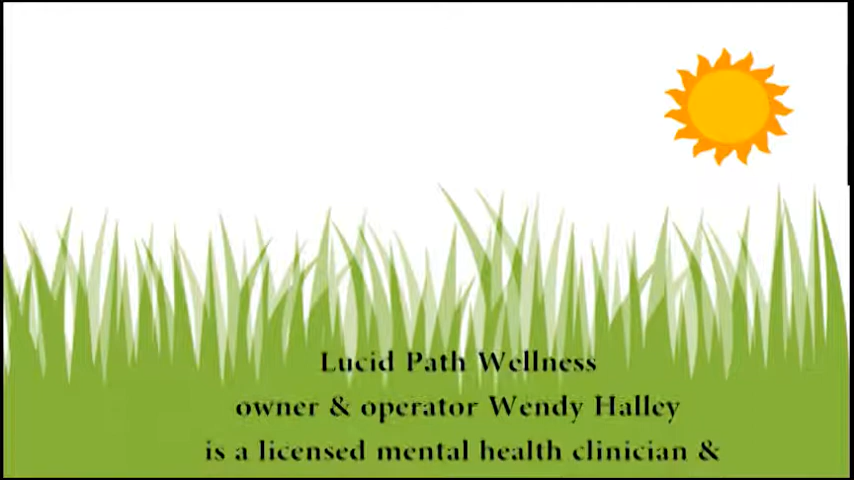 Lucid Path Wellness
owner & operator Wendy Halley
is a licensed mental health clinician &